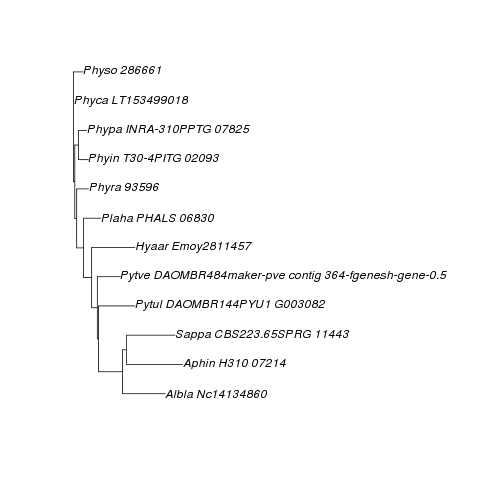 Physo 286661
Phyca LT153499018
Phypa INRA-310PPTG 07825
Phyin T30-4PITG 02093
Phyra 93596
Plaha PHALS 06830
Hyaar Emoy2811457
Pytve DAOMBR484maker-pve contig 364-fgenesh-gene-0.5
Pytul DAOMBR144PYU1 G003082
Sappa CBS223.65SPRG 11443
Aphin H310 07214
Albla Nc14134860